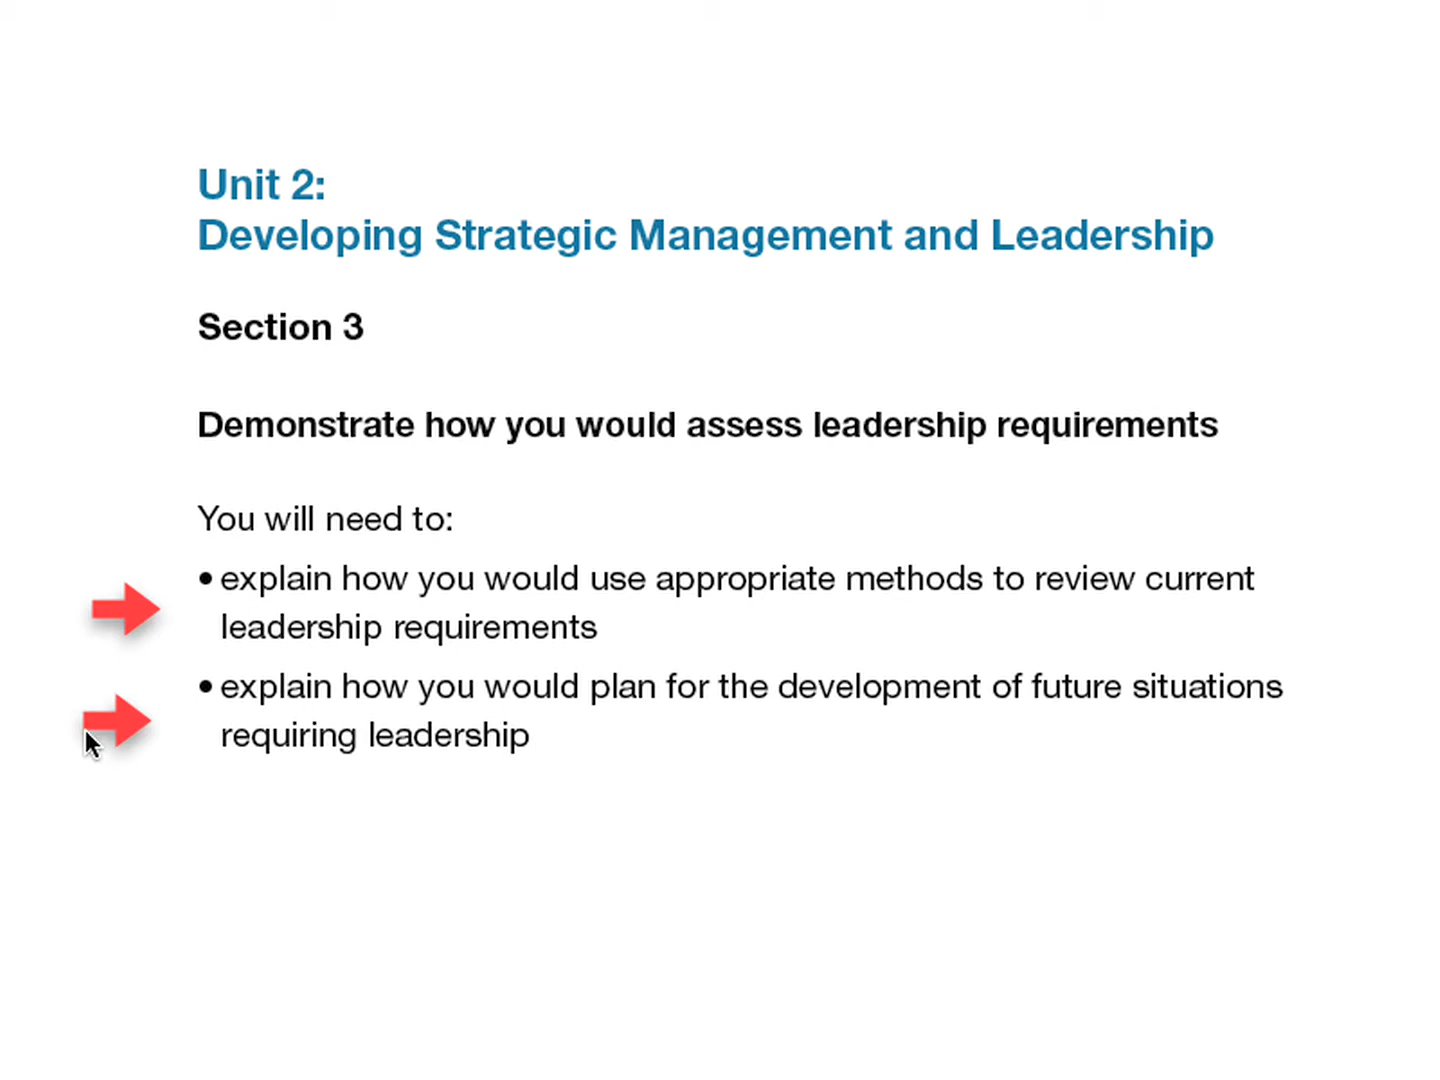 Unit 2:
Developing Strategic Management and Leadership
Section 3
Demonstrate how you would assess leadership requirements
You will need to:
• explain how you would use appropriate methods to review current
leadership requirements
• explain how you would plan for the development of future situations
requiring leadership